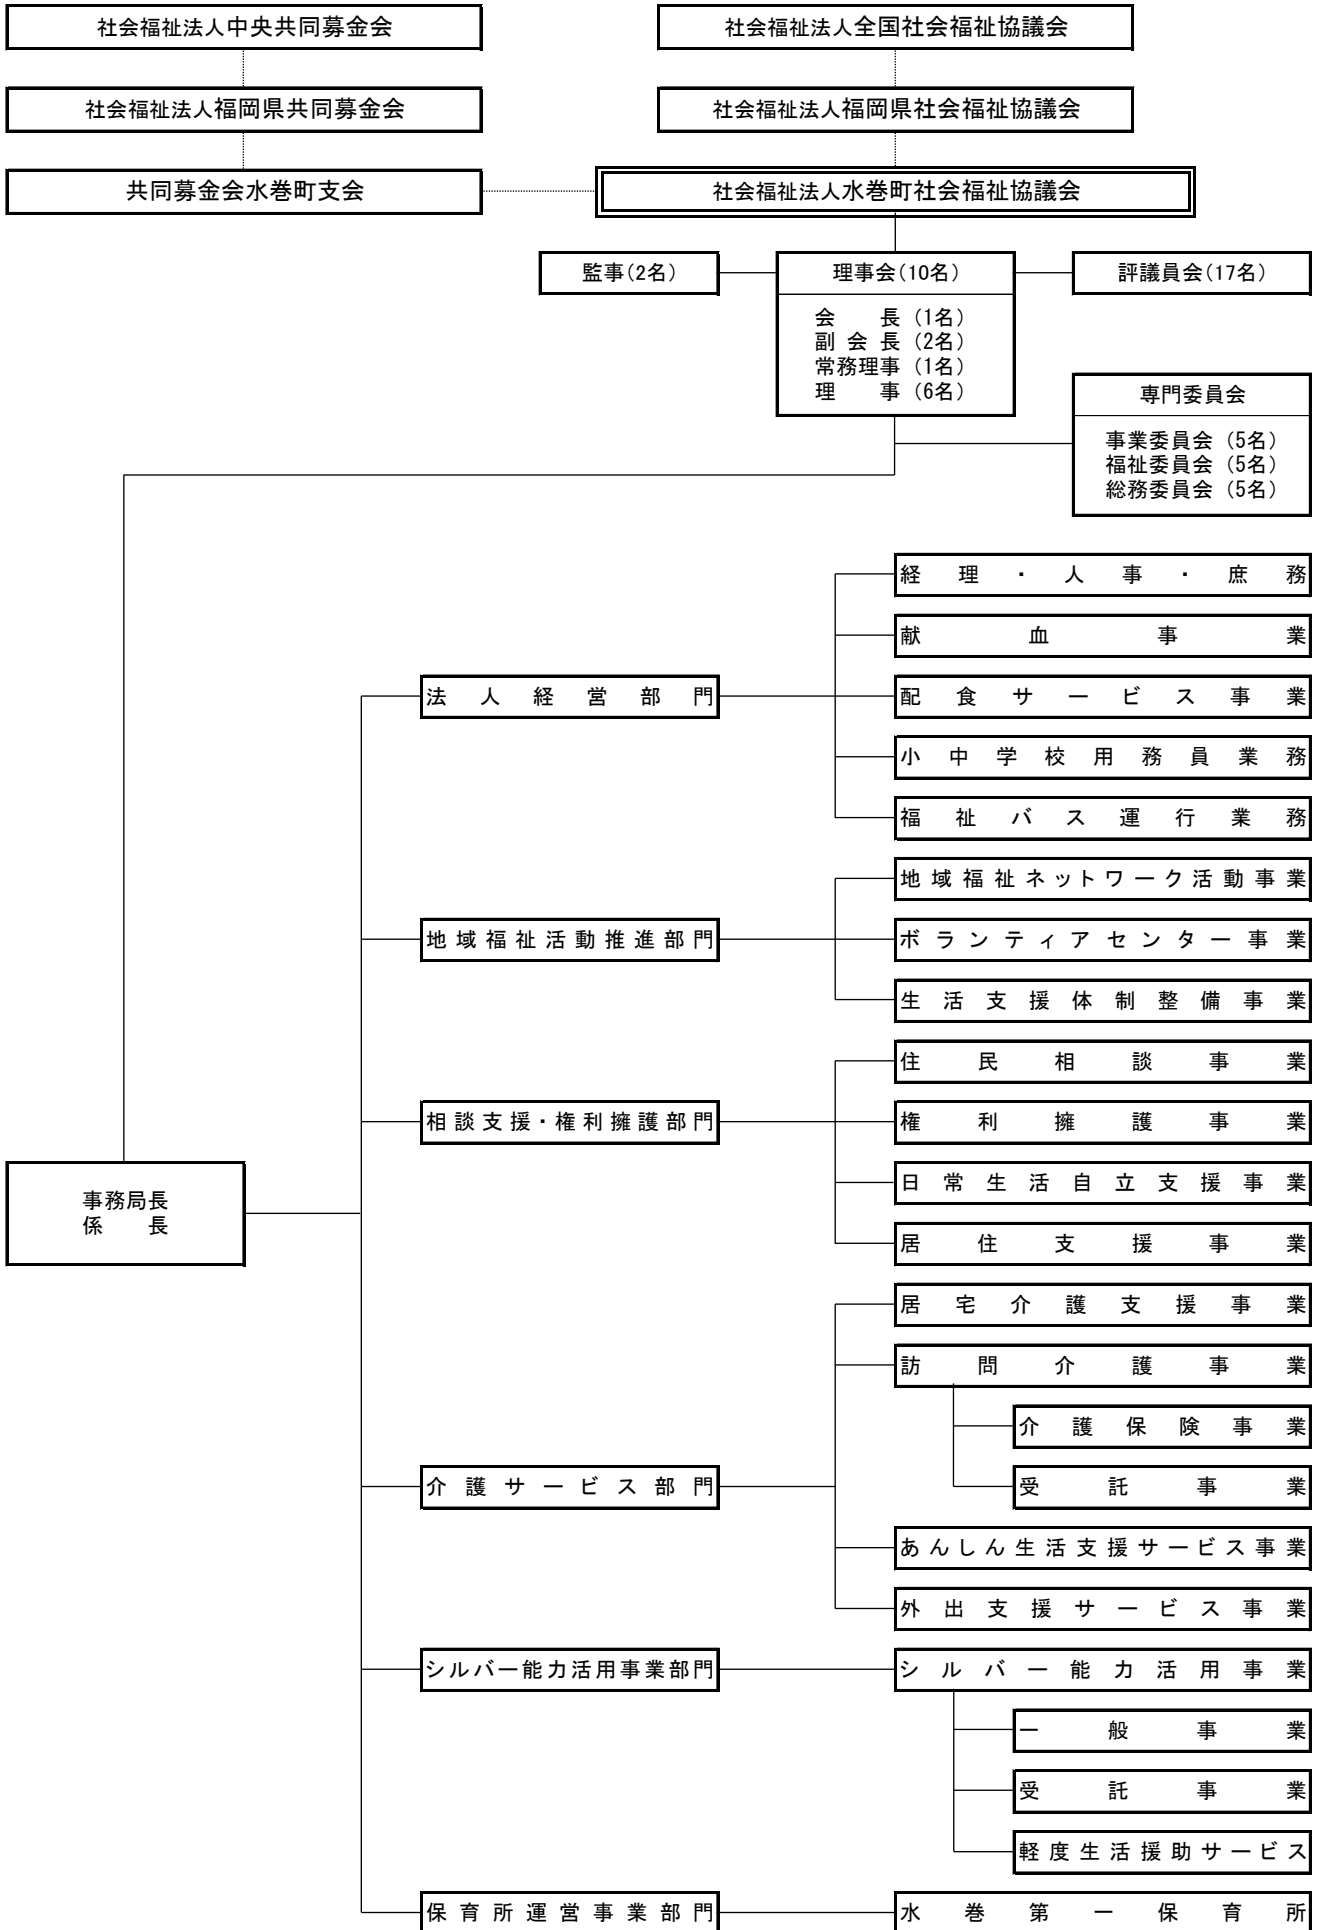 社会福祉法人中央共同募金会
社会福祉法人全国社会福祉協議会
社会福祉法人福岡県共同募金会
社会福祉法人福岡県社会福祉協議会
共同募金会水巻町支会
社会福祉法人水巻町社会福祉協議会
監事(2名)
理事会(10名)
評議員会(17名)
会　　長 (1名)
副 会 長 (2名)
常務理事 (1名)
理　　事 (6名)
専門委員会
事業委員会 (5名)
福祉委員会 (5名)
総務委員会 (5名)
事務局長
係　　長
法人経営部門
経理・人事・庶務
献血事業
配食サービス事業
小中学校用務員業務
福祉バス運行業務
地域福祉活動推進部門
地域福祉ネットワーク活動事業
ボランティアセンター事業
生活支援体制整備事業
相談支援・権利擁護部門
住民相談事業
権利擁護事業
日常生活自立支援事業
居住支援事業
介護サービス部門
居宅介護支援事業
訪問介護事業
介護保険事業
受託事業
あんしん生活支援サービス事業
外出支援サービス事業
シルバー能力活用事業部門
シルバー能力活用事業
一般事業
受託事業
軽度生活援助サービス
保育所運営事業部門
水巻第一保育所